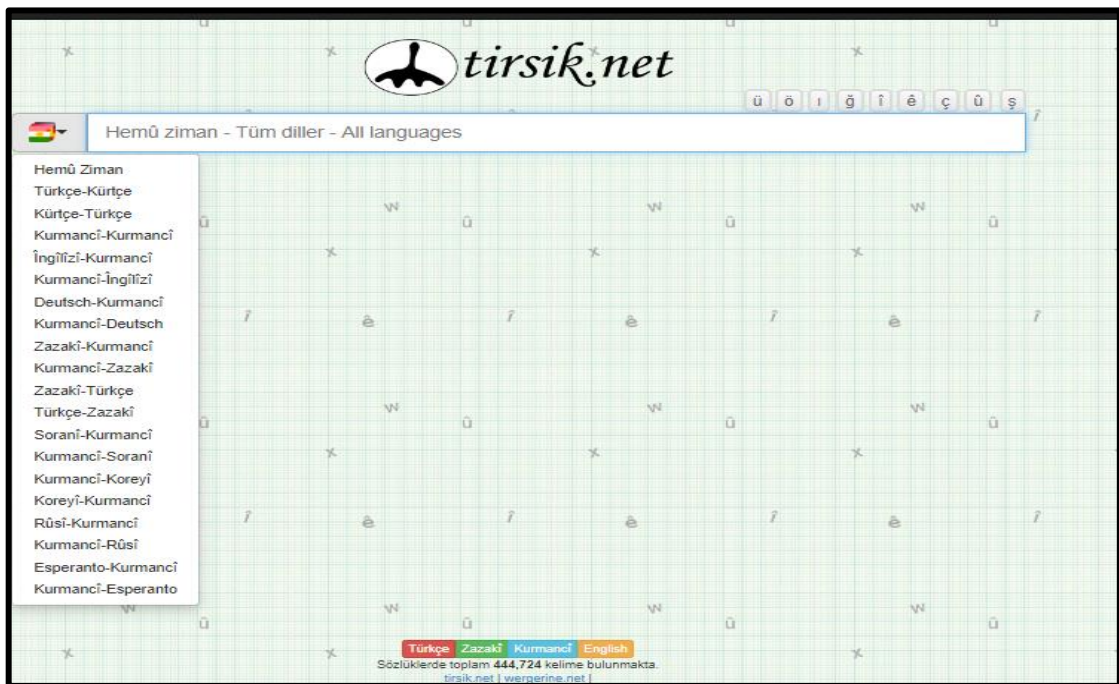 tirsik.net
ü ö ı ğ î ê ç û ş
Hemû ziman - Tüm diller - All languages
Hemû Ziman
Türkçe-Kürtçe
Kürtçe-Türkçe
Kurmancî-Kurmancî
Îngîlîzî-Kurmancî
Kurmancî-Îngîlîzî
Deutsch-Kurmancî
Kurmancî-Deutsch
Zazakî-Kurmancî
Kurmancî-Zazakî
Zazakî-Türkçe
Türkçe-Zazakî
Soranî-Kurmancî
Kurmancî-Soranî
Kurmancî-Koreyî
Koreyî-Kurmancî
Rûsî-Kurmancî
Kurmancî-Rûsî
Esperanto-Kurmancî
Kurmancî-Esperanto
Türkçe Zazakî Kurmancî English
Sözlüklerde toplam 444,724 kelime bulunmakta.
tirsik.net | wergerine.net |